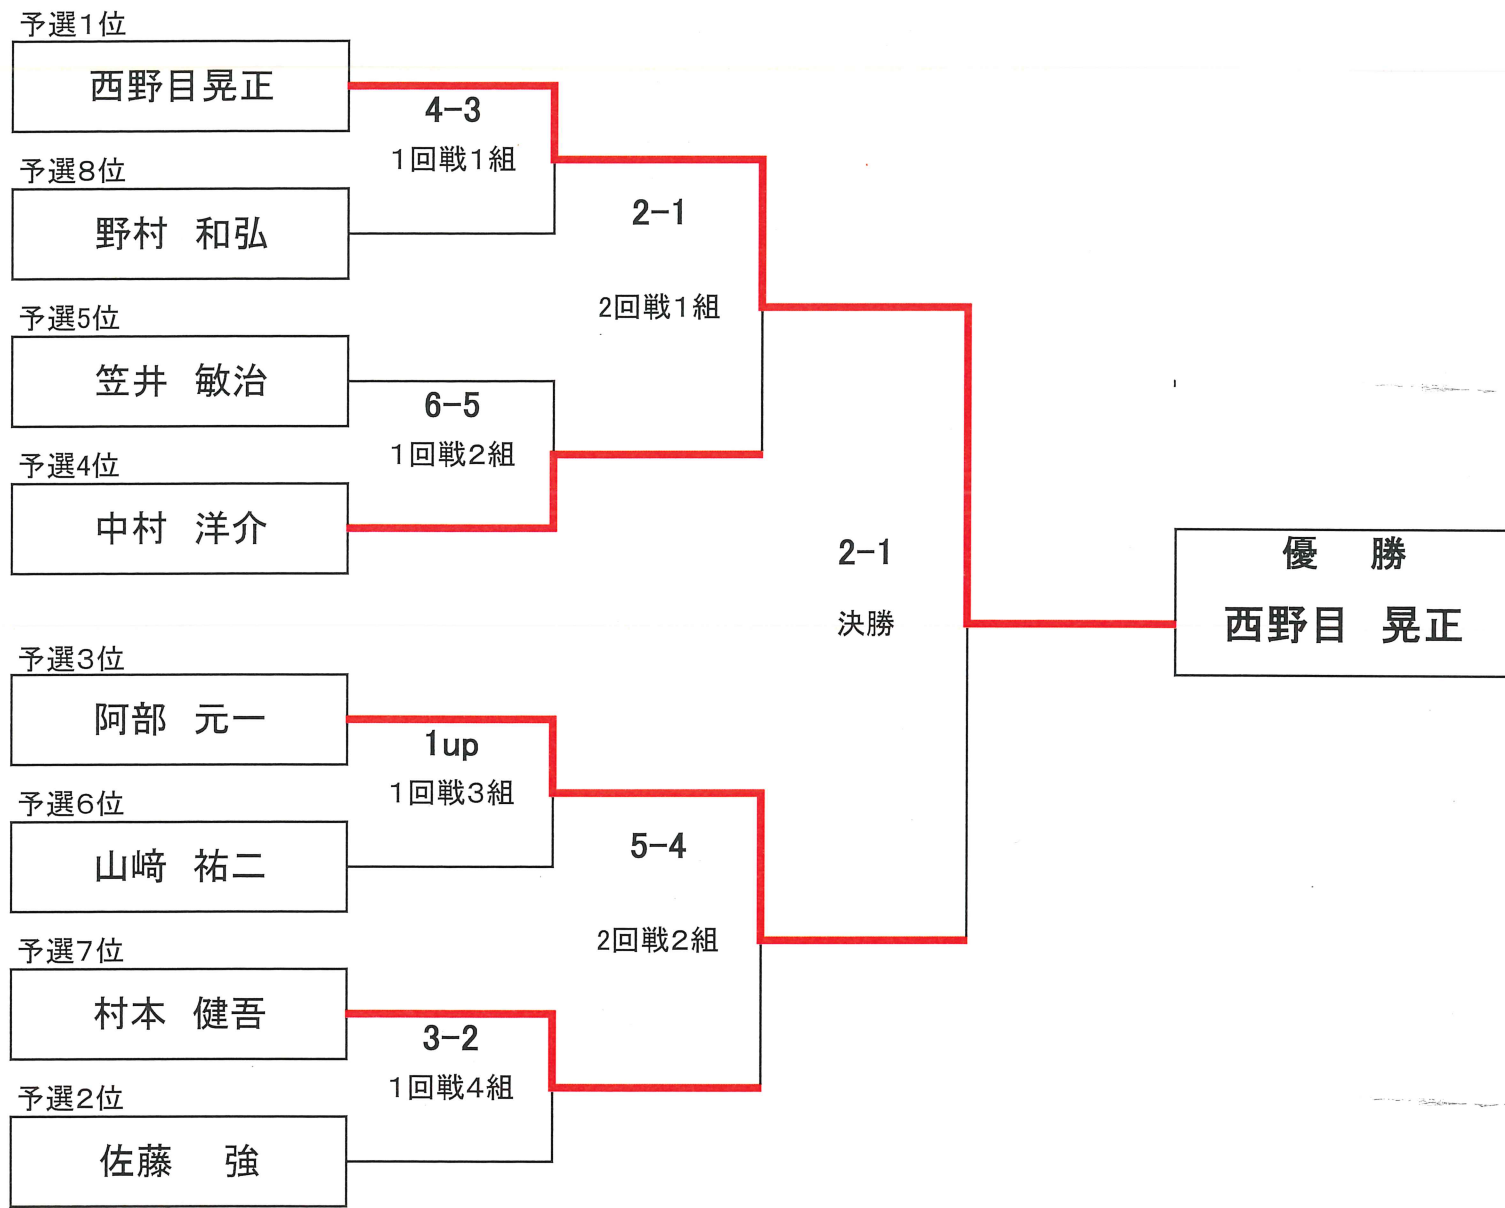 予選1位
西野目晃正
4-3
1回戦1組
予選8位
野村 和弘
2-1
2回戦1組
予選5位
笠井 敏治
6-5
1回戦2組
予選4位
中村 洋介
2-1
決勝
優 勝
西野目 晃正
予選3位
阿部 元一
1up
1回戦3組
予選6位
山﨑 祐二
5-4
2回戦2組
予選7位
村本 健吾
3-2
1回戦4組
予選2位
佐藤 強